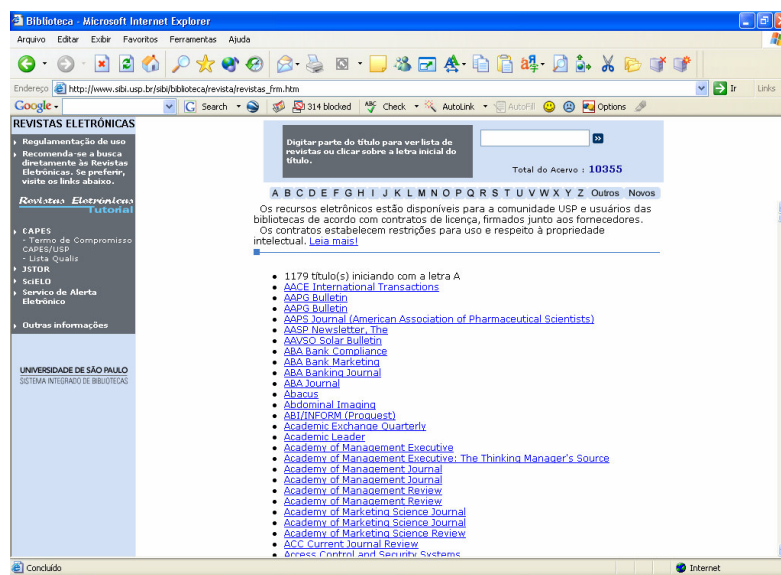 Biblioteca - Microsoft Internet Explorer
Arquivo Editar Exibir Favoritos Ferramentas Ajuda
Endereço http://www.sibi.usp.br/sibi/biblioteca/revista/revistas_frm.htm Ir Links
Google Search 314 blocked Check AutoLink AutoFill Options
REVISTAS ELETRÔNICAS
Regulamentação de uso
Recomenda-se a busca
diretamente às Revistas
Eletrônicas. Se preferir,
visite os links abaixo.
Revistas Eletrônicas
Tutorial
CAPES
- Termo de Compromisso
CAPES/USP
- Lista Qualis
JSTOR
SciELO
Servico de Alerta
Eletrônico
Outras informações
UNIVERSIDADE DE SÃO PAULO
SISTEMA INTEGRADO DE BIBLIOTECAS
Digitar parte do título para ver lista de
revistas ou clicar sobre a letra inicial do
título.
Total do Acervo : 10355
A B C D E F G H I J K L M N O P Q R S T U V W X Y Z Outros Novos
Os recursos eletrônicos estão disponíveis para a comunidade USP e usuários das
bibliotecas de acordo com contratos de licença, firmados junto aos fornecedores.
Os contratos estabelecem restrições para uso e respeito à propriedade
intelectual. Leia mais!
1179 título(s) iniciando com a letra A
AACE International Transactions
AAPG Bulletin
AAPG Bulletin
AAPS Journal (American Association of Pharmaceutical Scientists)
AASP Newsletter, The
AAVSO Solar Bulletin
ABA Bank Compliance
ABA Bank Marketing
ABA Banking Journal
ABA Journal
Abacus
Abdominal Imaging
ABI/INFORM (Proquest)
Academic Exchange Quarterly
Academic Leader
Academy of Management Executive
Academy of Management Executive: The Thinking Manager's Source
Academy of Management Journal
Academy of Management Journal
Academy of Management Review
Academy of Management Review
Academy of Marketing Science Journal
Academy of Marketing Science Journal
Academy of Marketing Science Review
ACC Current Journal Review
Access Control and Security Systems
Concluído Internet